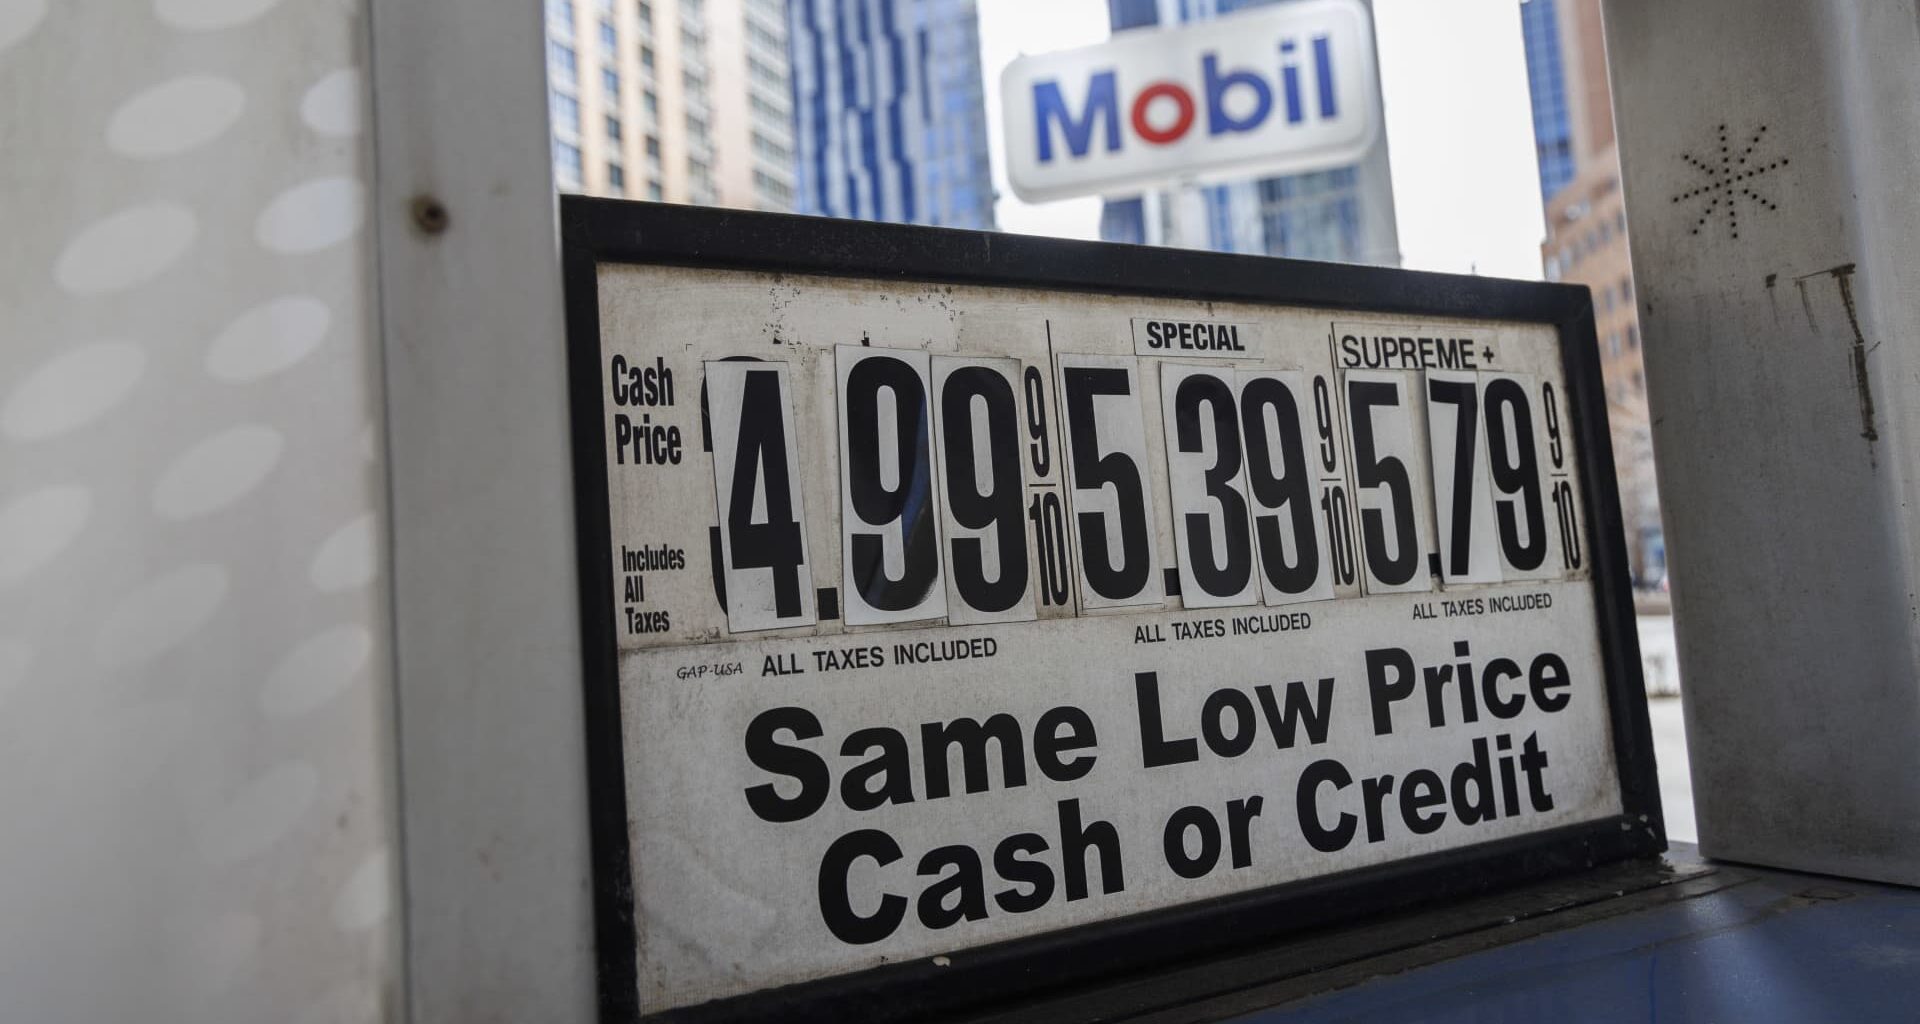 Mobil
SPECIAL
SUPREME +
Cash
Price
4.99 9/10
5.39 9/10
5.79 9/10
Includes
All
Taxes
GAP-USA
ALL TAXES INCLUDED
ALL TAXES INCLUDED
ALL TAXES INCLUDED
Same Low Price
Cash or Credit